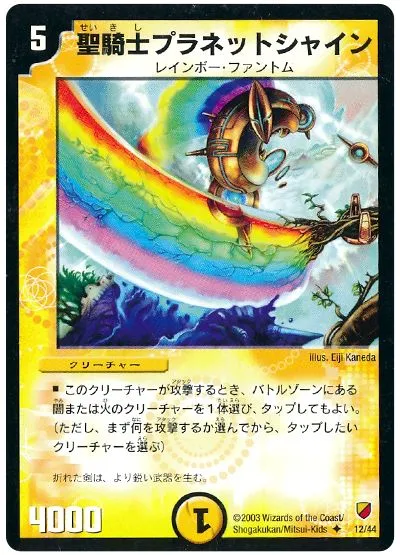 5
せいきし
聖騎士プラネットシャイン
レインボー・ファントム
illus. Eiji Kaneda
クリーチャー
■ このクリーチャーが攻撃するとき、バトルゾーンにある
闇または火のクリーチャーを1体選び、タップしてもよい。
(ただし、まず何を攻撃するか選んでから、タップしたい
クリーチャーを選ぶ)
折れた剣は、より鋭い武器を生む。
4000
1
©2003 Wizards of the Coast/
Shogakukan/Mitsui-Kids
12/44